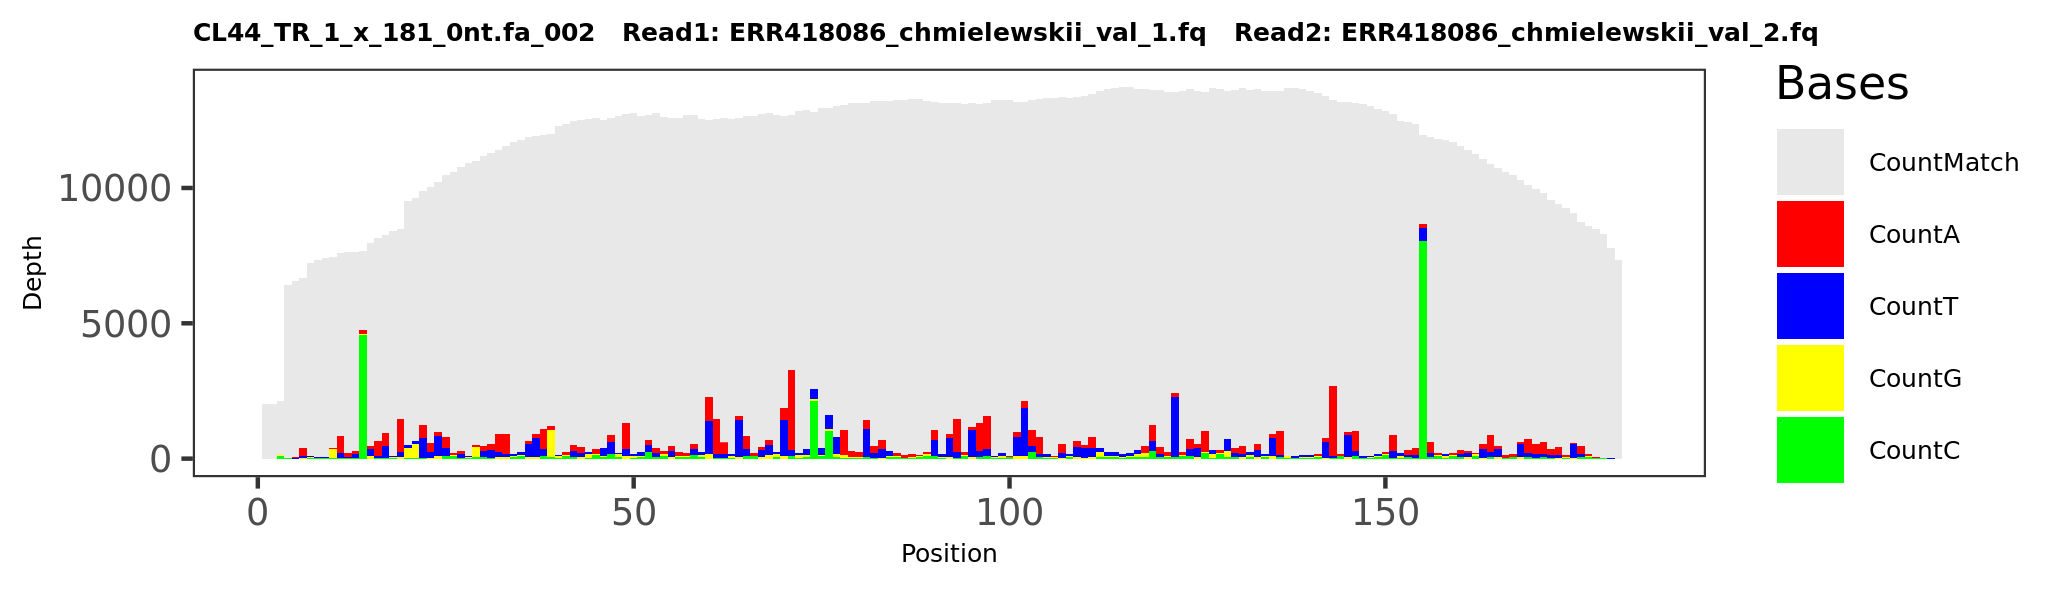 CL44_TR_1_x_181_0nt.fa_002   Read1: ERR418086_chmielewskii_val_1.fq   Read2: ERR418086_chmielewskii_val_2.fq
Bases
CountMatch
CountA
CountT
CountG
CountC
Depth
10000
5000
0
0 50 100 150
Position